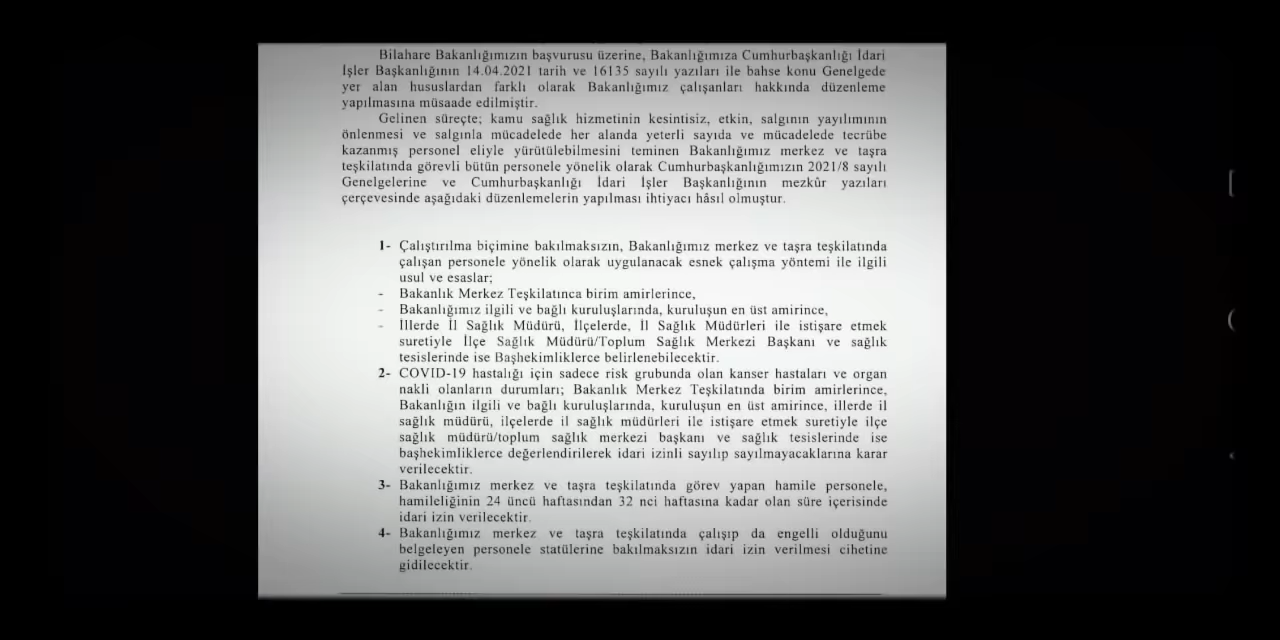 Bilahare Bakanlığımızın başvurusu üzerine, Bakanlığımıza Cumhurbaşkanlığı İdari
İşler Başkanlığının 14.04.2021 tarih ve 16135 sayılı yazıları ile bahse konu Genelgede
yer alan hususlardan farklı olarak Bakanlığımız çalışanları hakkında düzenleme
yapılmasına müsaade edilmiştir.
Gelinen süreçte; kamu sağlık hizmetinin kesintisiz, etkin, salgının yayılımının
önlenmesi ve salgınla mücadelede her alanda yeterli sayıda ve mücadelede tecrübe
kazanmış personel eliyle yürütülebilmesini teminen Bakanlığımız merkez ve taşra
teşkilatında görevli bütün personele yönelik olarak Cumhurbaşkanlığımızın 2021/8 sayılı
Genelgelerine ve Cumhurbaşkanlığı İdari İşler Başkanlığının mezkûr yazıları
çerçevesinde aşağıdaki düzenlemelerin yapılması ihtiyacı hâsıl olmuştur.
1- Çalıştırılma biçimine bakılmaksızın, Bakanlığımız merkez ve taşra teşkilatında
çalışan personele yönelik olarak uygulanacak esnek çalışma yöntemi ile ilgili
usul ve esaslar;
- Bakanlık Merkez Teşkilatınca birim amirlerince,
- Bakanlığımız ilgili ve bağlı kuruluşlarında, kuruluşun en üst amirince,
- İllerde İl Sağlık Müdürü, İlçelerde, İl Sağlık Müdürleri ile istişare etmek
suretiyle İlçe Sağlık Müdürü/Toplum Sağlık Merkezi Başkanı ve sağlık
tesislerinde ise Başhekimliklerce belirlenebilecektir.
2- COVID-19 hastalığı için sadece risk grubunda olan kanser hastaları ve organ
nakli olanların durumları; Bakanlık Merkez Teşkilatında birim amirlerince,
Bakanlığın ilgili ve bağlı kuruluşlarında, kuruluşun en üst amirince, illerde il
sağlık müdürü, ilçelerde il sağlık müdürleri ile istişare etmek suretiyle ilçe
sağlık müdürü/toplum sağlık merkezi başkanı ve sağlık tesislerinde ise
başhekimliklerce değerlendirilerek idari izinli sayılıp sayılmayacaklarına karar
verilecektir.
3- Bakanlığımız merkez ve taşra teşkilatında görev yapan hamile personele,
hamileliğinin 24 üncü haftasından 32 nci haftasına kadar olan süre içerisinde
idari izin verilecektir.
4- Bakanlığımız merkez ve taşra teşkilatında çalışıp da engelli olduğunu
belgeleyen personele statülerine bakılmaksızın idari izin verilmesi cihetine
gidilecektir.